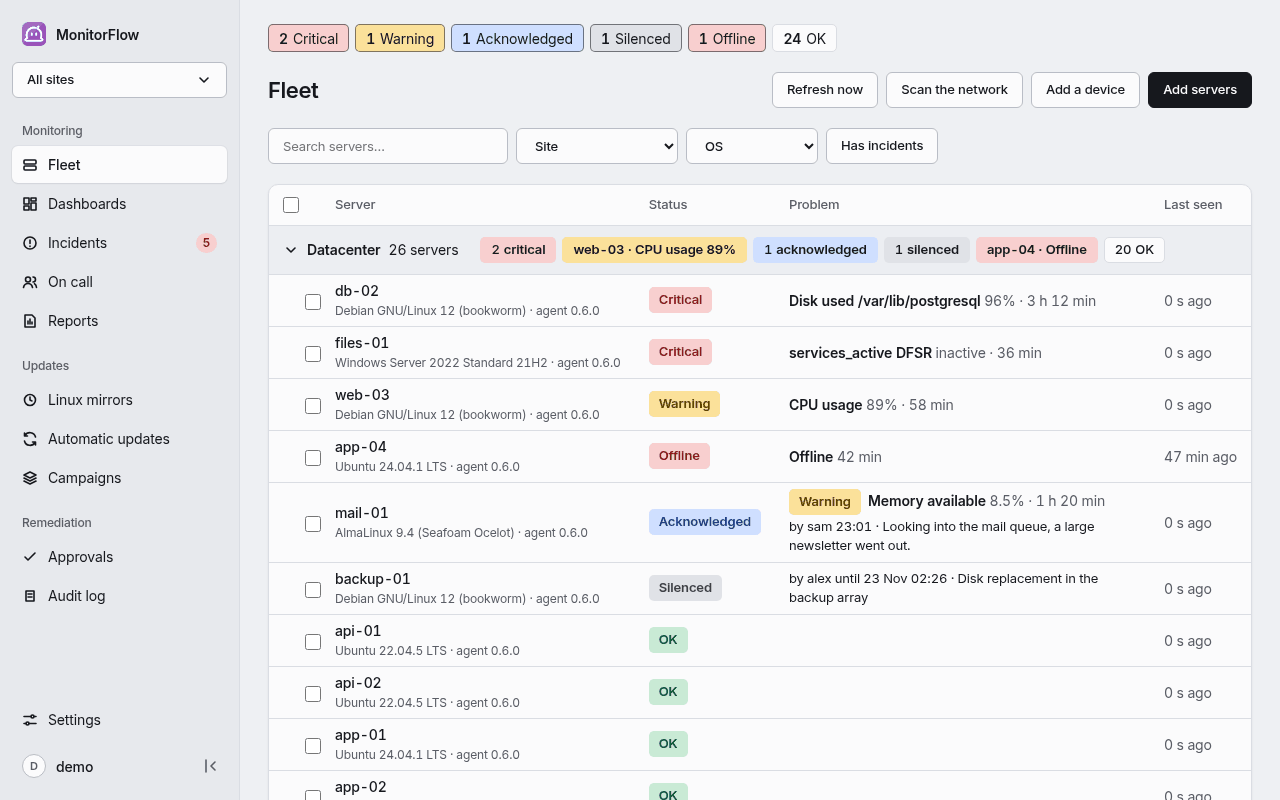 MonitorFlow
All sites
Monitoring
Fleet
Dashboards
Incidents 5
On call
Reports
Updates
Linux mirrors
Automatic updates
Campaigns
Remediation
Approvals
Audit log
Settings
D demo
2 Critical 1 Warning 1 Acknowledged 1 Silenced 1 Offline 24 OK
Fleet Refresh now Scan the network Add a device Add servers
Search servers... Site OS Has incidents
Server Status Problem Last seen
Datacenter 26 servers 2 critical web-03 · CPU usage 89% 1 acknowledged 1 silenced app-04 · Offline 20 OK
db-02
Debian GNU/Linux 12 (bookworm) · agent 0.6.0
Critical
Disk used /var/lib/postgresql 96% · 3 h 12 min
0 s ago
files-01
Windows Server 2022 Standard 21H2 · agent 0.6.0
Critical
services_active DFSR inactive · 36 min
0 s ago
web-03
Debian GNU/Linux 12 (bookworm) · agent 0.6.0
Warning
CPU usage 89% · 58 min
0 s ago
app-04
Ubuntu 24.04.1 LTS · agent 0.6.0
Offline
Offline 42 min
47 min ago
mail-01
AlmaLinux 9.4 (Seafoam Ocelot) · agent 0.6.0
Acknowledged
Warning Memory available 8.5% · 1 h 20 min
by sam 23:01 · Looking into the mail queue, a large
newsletter went out.
0 s ago
backup-01
Debian GNU/Linux 12 (bookworm) · agent 0.6.0
Silenced
by alex until 23 Nov 02:26 · Disk replacement in the
backup array
0 s ago
api-01
Ubuntu 22.04.5 LTS · agent 0.6.0
OK
0 s ago
api-02
Ubuntu 22.04.5 LTS · agent 0.6.0
OK
0 s ago
app-01
Ubuntu 24.04.1 LTS · agent 0.6.0
OK
0 s ago
app-02
OK
0 s ago